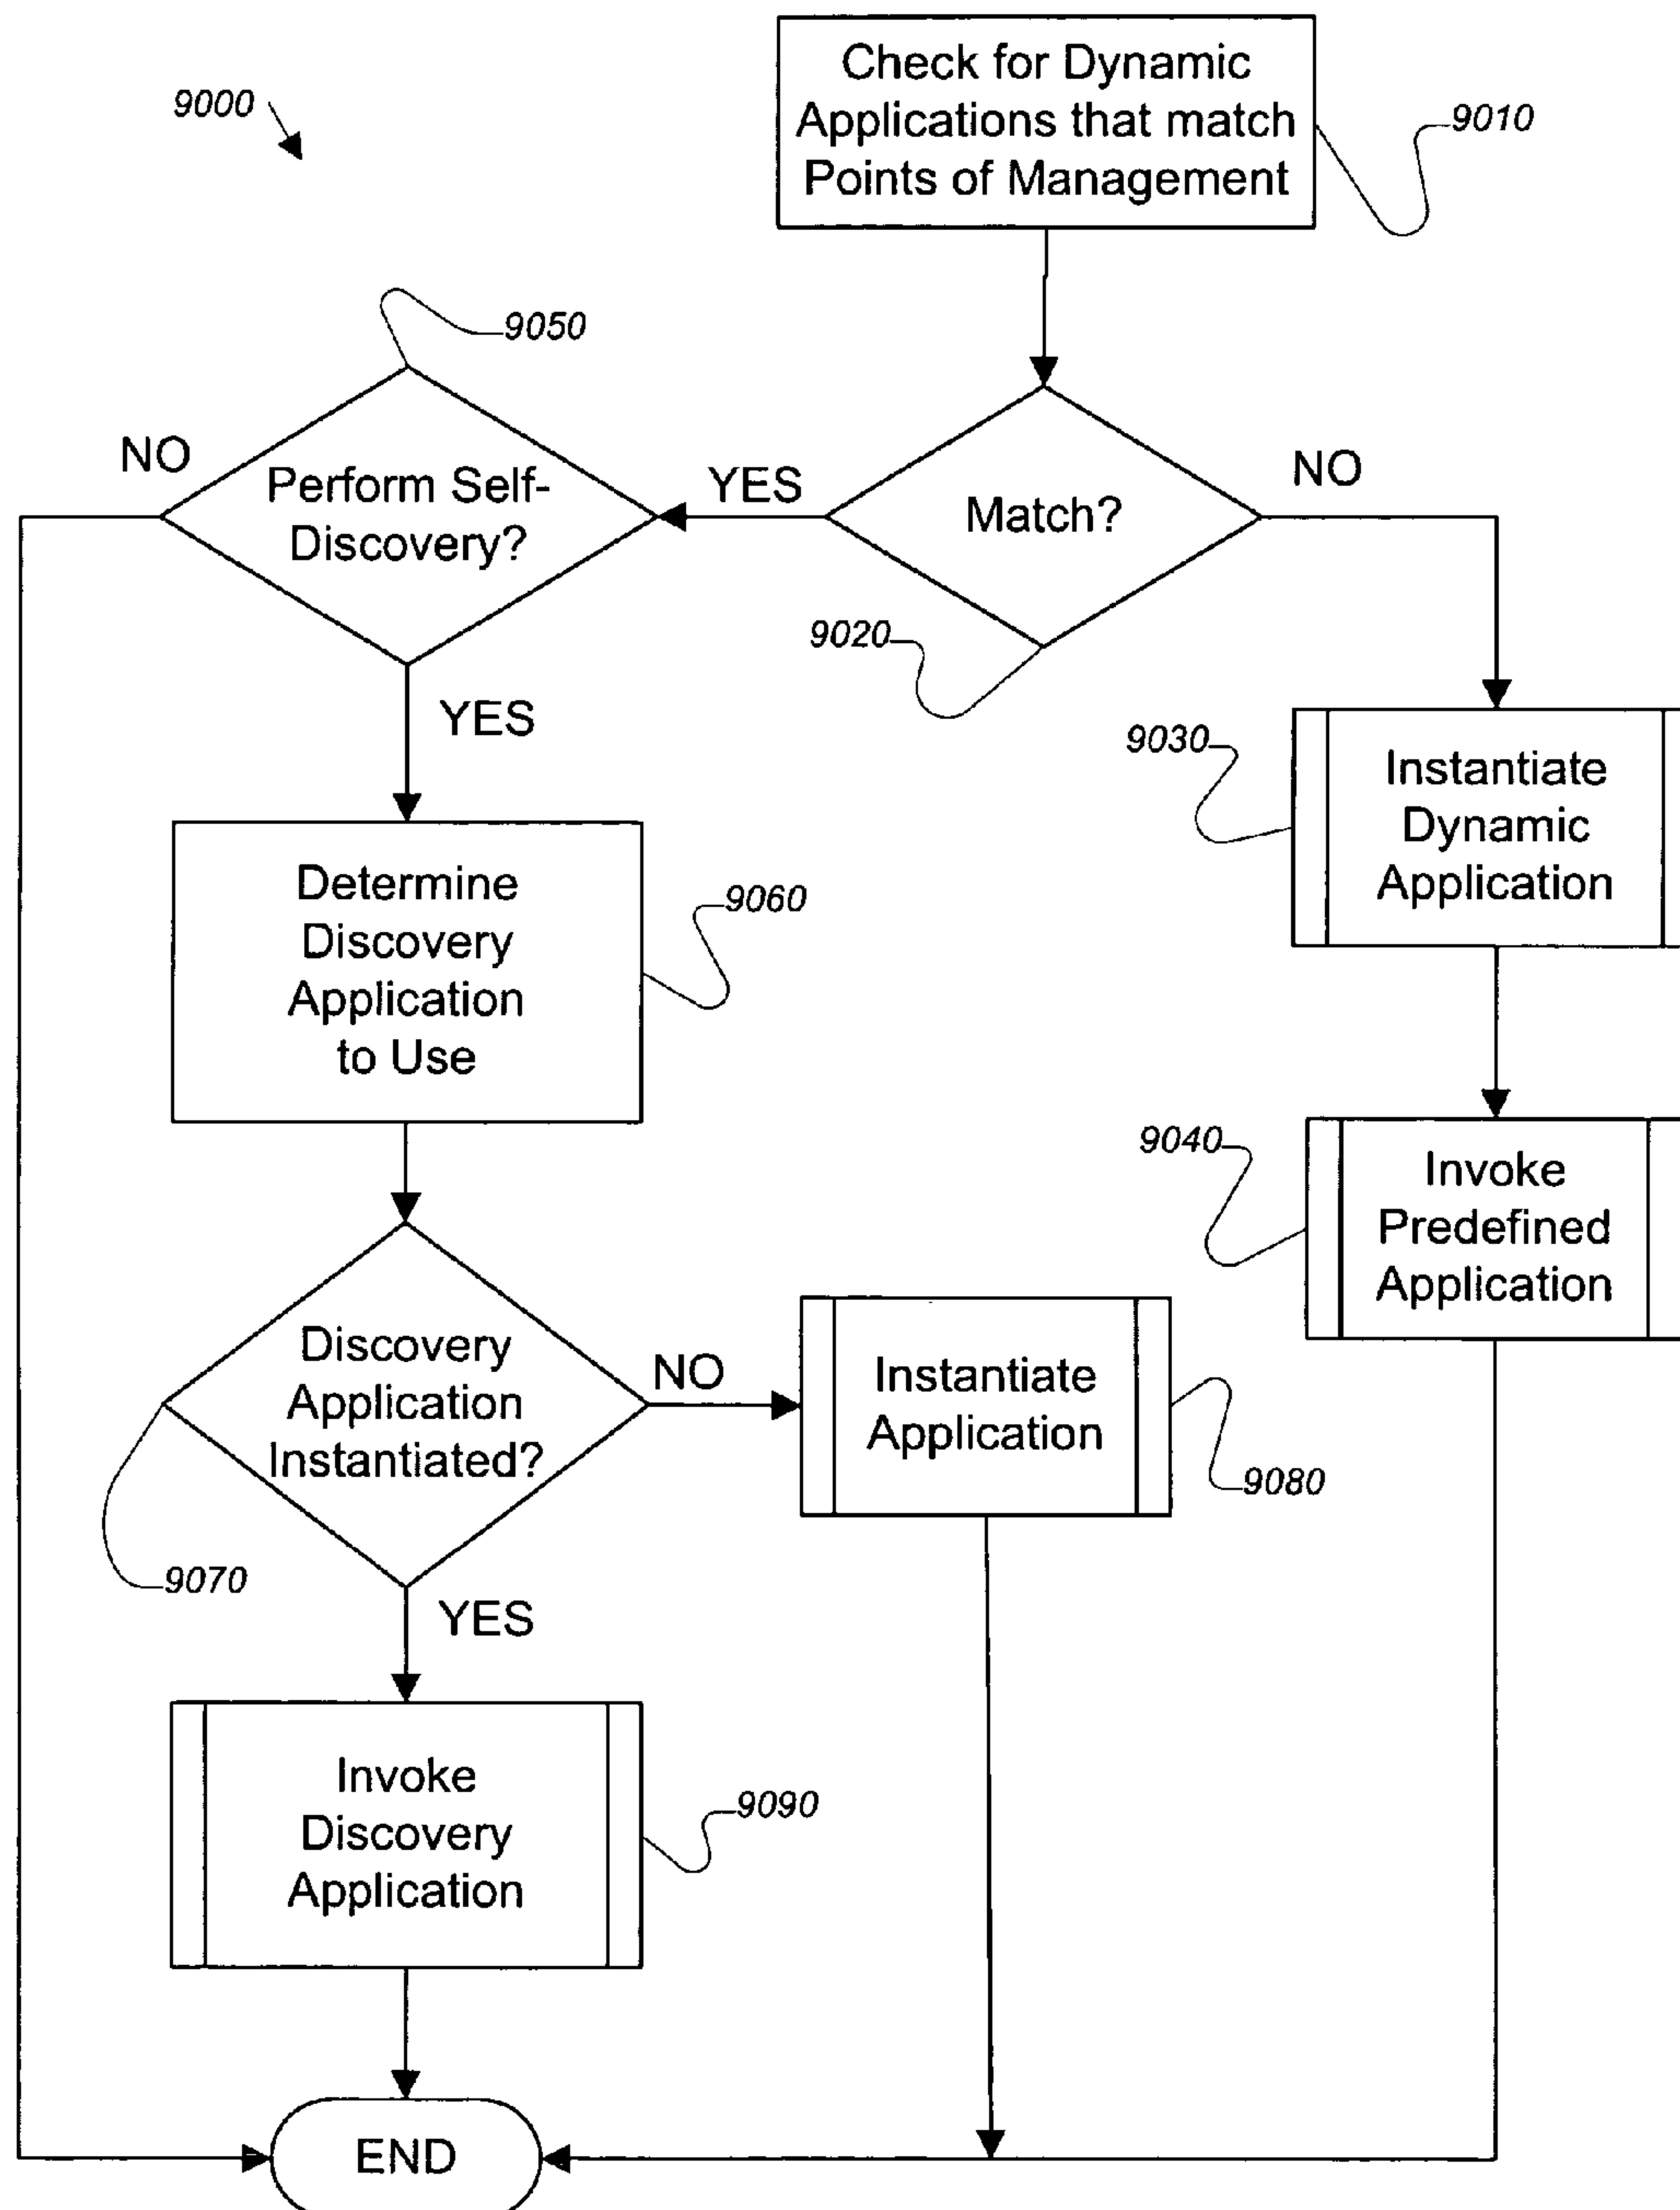 Check for Dynamic
Applications that match
Points of Management
9000
9010
9050
NO
Perform Self-
Discovery?
YES
Match?
NO
9020
YES
9030
Instantiate
Dynamic
Application
Determine
Discovery
Application
to Use
9060
9040
Invoke
Predefined
Application
Discovery
Application
Instantiated?
NO
Instantiate
Application
9080
9070
YES
Invoke
Discovery
Application
9090
END